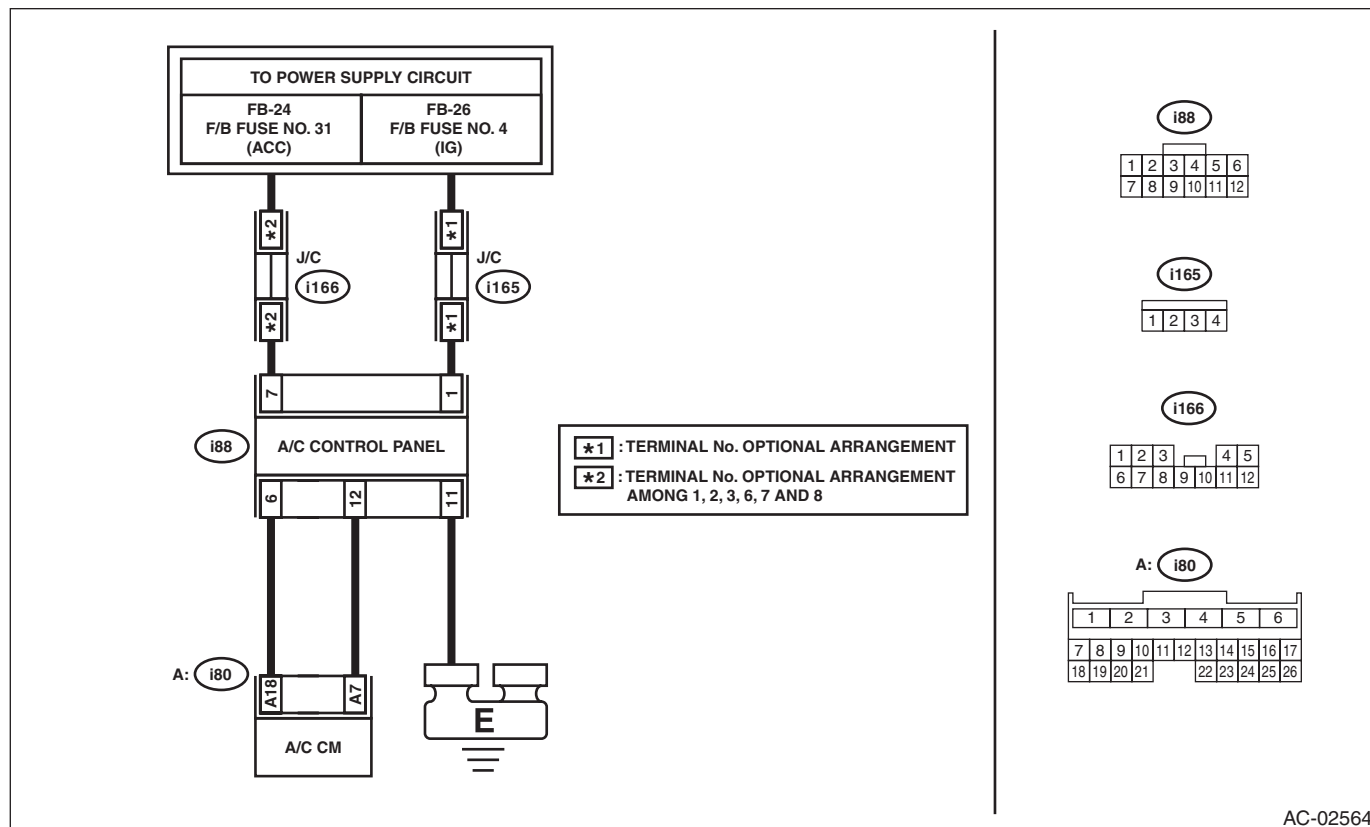 TO POWER SUPPLY CIRCUIT
FB-24
F/B FUSE NO. 31
(ACC)
FB-26
F/B FUSE NO. 4
(IG)
*2
*1
J/C
i166
J/C
i165
*2
*1
7
1
i88
A/C CONTROL PANEL
6
12
11
*1 : TERMINAL No. OPTIONAL ARRANGEMENT
*2 : TERMINAL No. OPTIONAL ARRANGEMENT
AMONG 1, 2, 3, 6, 7 AND 8
A: i80
A18
A7
A/C CM
E
i88
1 2 3 4 5 6
7 8 9 10 11 12
i165
1 2 3 4
i166
1 2 3 4 5
6 7 8 9 10 11 12
A: i80
1 2 3 4 5 6
7 8 9 10 11 12 13 14 15 16 17
18 19 20 21 22 23 24 25 26
AC-02564